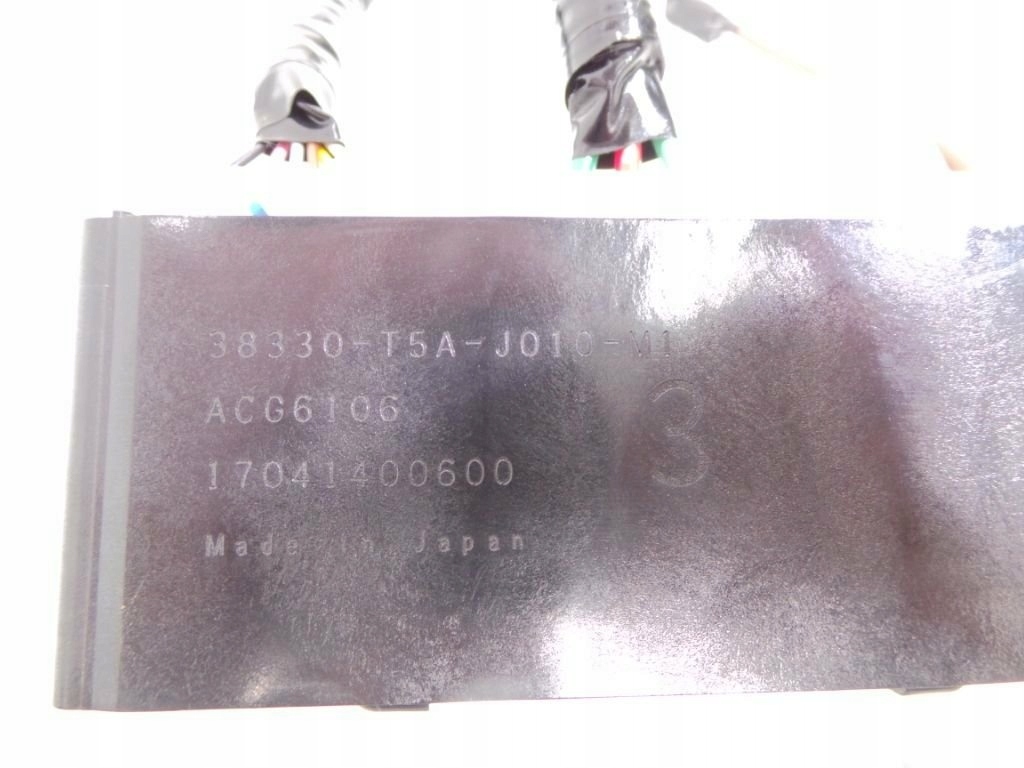 38330-T5A-J010-M1
ACG6106
3
17041400600
Made in Japan